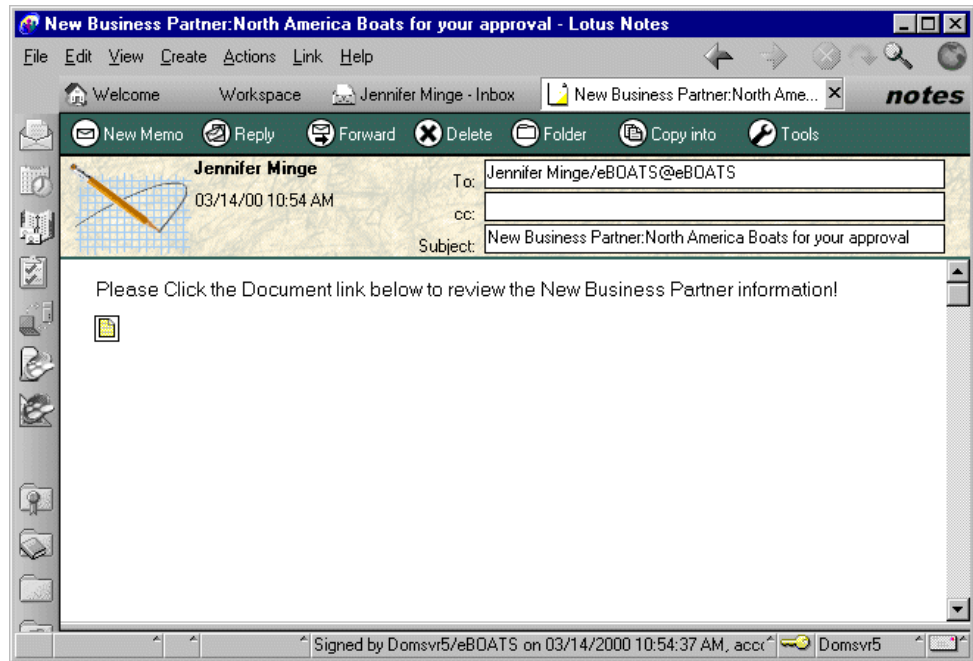 New Business Partner:North America Boats for your approval - Lotus Notes
File Edit View Create Actions Link Help
Welcome Workspace Jennifer Minge - Inbox New Business Partner:North Ame... notes
New Memo Reply Forward Delete Folder Copy into Tools
Jennifer Minge
03/14/00 10:54 AM
To: Jennifer Minge/eBOATS@eBOATS
cc:
Subject: New Business Partner:North America Boats for your approval
Please Click the Document link below to review the New Business Partner information!
Signed by Domsvr5/eBOATS on 03/14/2000 10:54:37 AM, acc Domsvr5